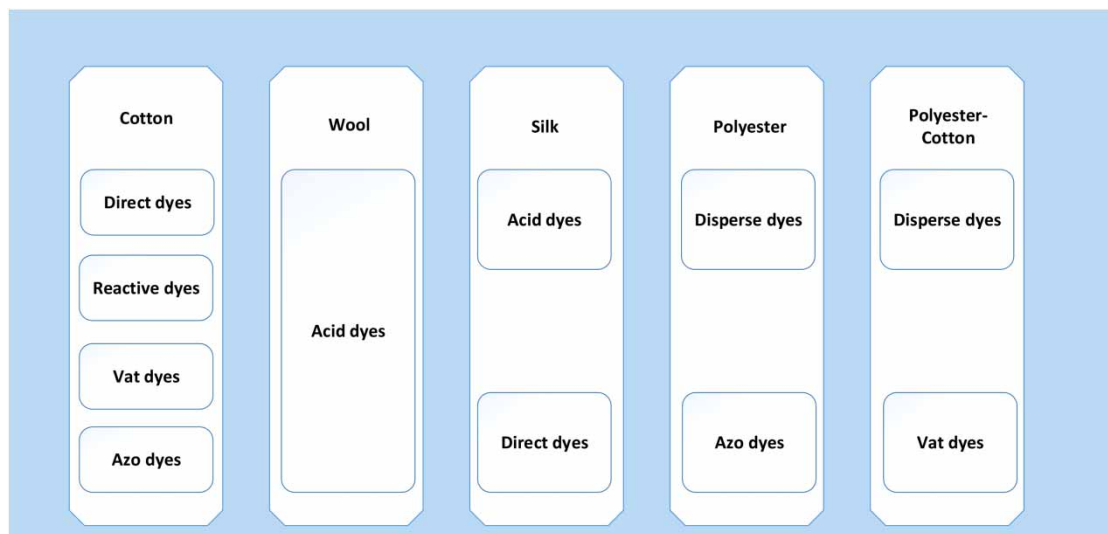 Cotton
Direct dyes
Reactive dyes
Vat dyes
Azo dyes
Wool
Acid dyes
Silk
Acid dyes
Direct dyes
Polyester
Disperse dyes
Azo dyes
Polyester-
Cotton
Disperse dyes
Vat dyes